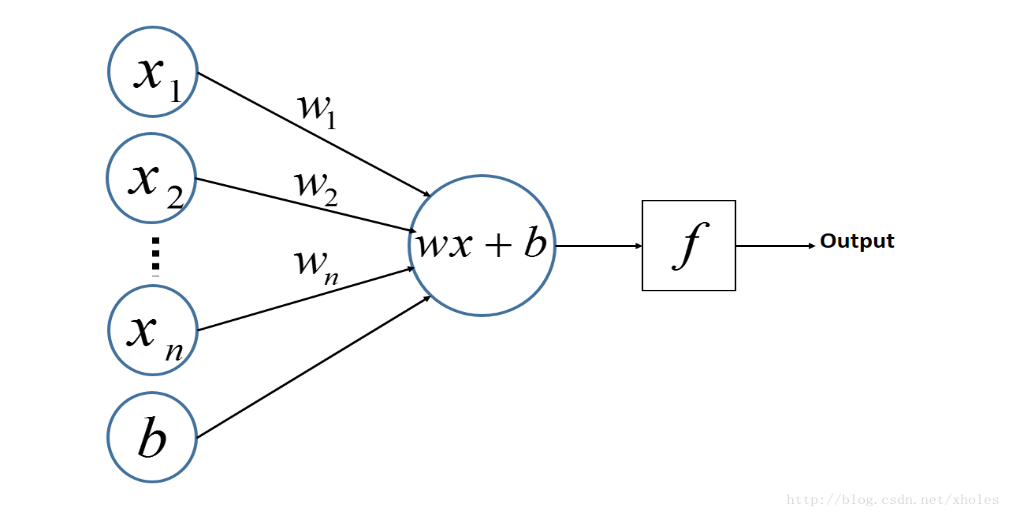 x1
w1
x2
w2
wx + b
f
Output
wn
xn
b
http://blog.csdn.net/xholes